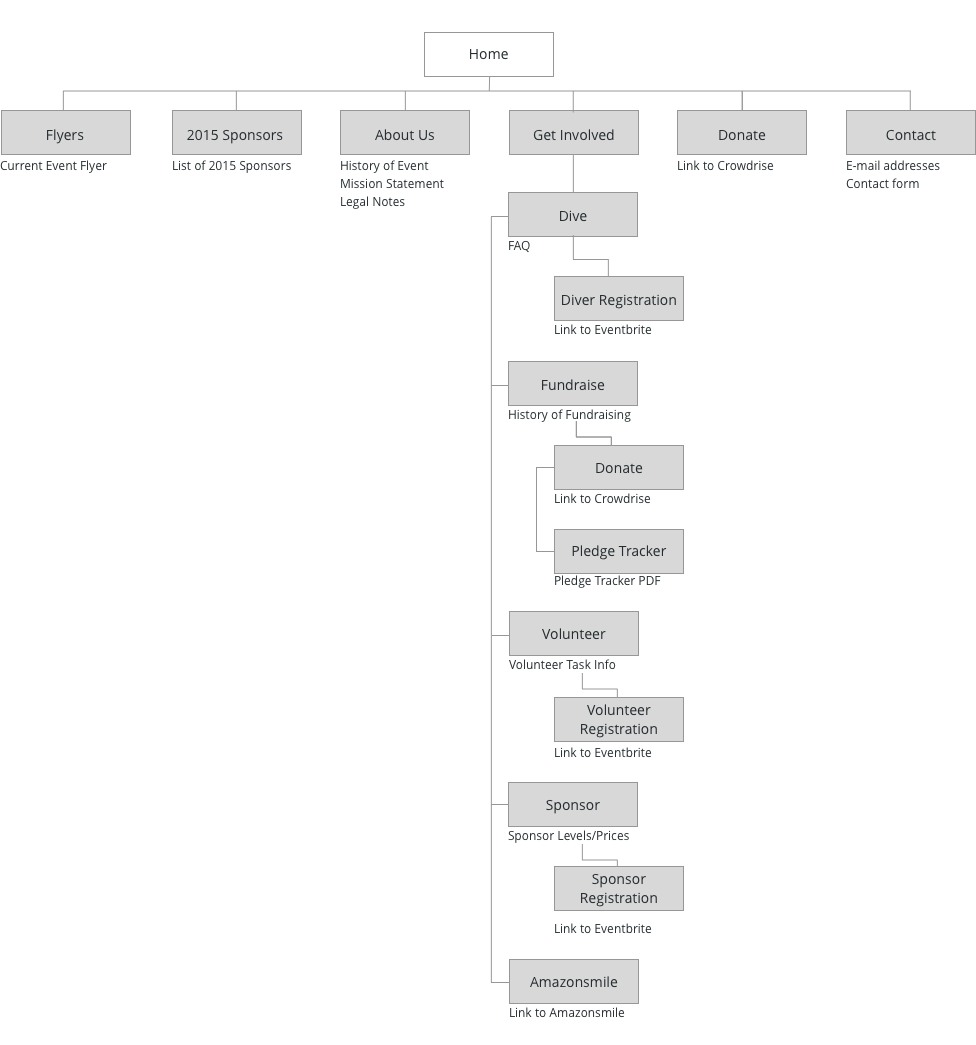 Home
Flyers
2015 Sponsors
About Us
Get Involved
Donate
Contact
Current Event Flyer
List of 2015 Sponsors
History of Event
Mission Statement
Legal Notes
Link to Crowdrise
E-mail addresses
Contact form
Dive
FAQ
Diver Registration
Link to Eventbrite
Fundraise
History of Fundraising
Donate
Link to Crowdrise
Pledge Tracker
Pledge Tracker PDF
Volunteer
Volunteer Task Info
Volunteer
Registration
Link to Eventbrite
Sponsor
Sponsor Levels/Prices
Sponsor
Registration
Link to Eventbrite
Amazonsmile
Link to Amazonsmile